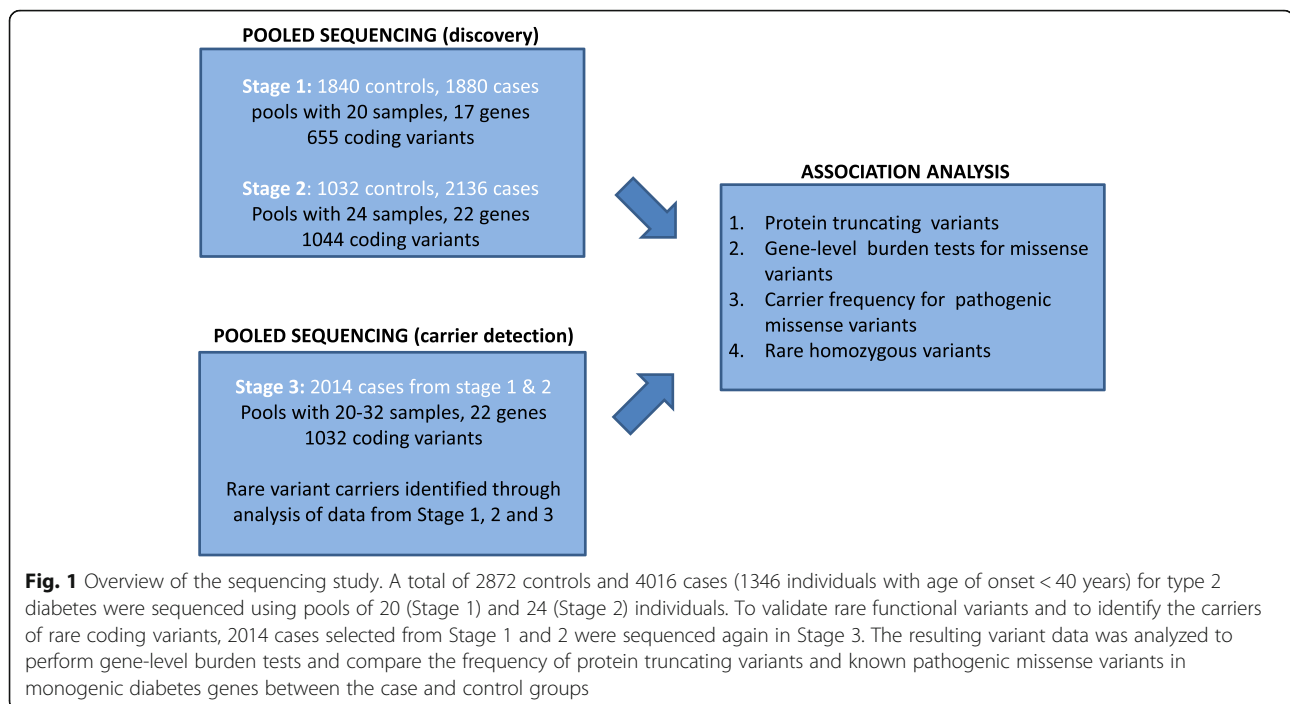 POOLED SEQUENCING (discovery)
Stage 1: 1840 controls, 1880 cases
pools with 20 samples, 17 genes
655 coding variants
Stage 2: 1032 controls, 2136 cases
Pools with 24 samples, 22 genes
1044 coding variants
POOLED SEQUENCING (carrier detection)
Stage 3: 2014 cases from stage 1 & 2
Pools with 20-32 samples, 22 genes
1032 coding variants
Rare variant carriers identified through
analysis of data from Stage 1, 2 and 3
ASSOCIATION ANALYSIS
1. Protein truncating variants
2. Gene-level burden tests for missense
variants
3. Carrier frequency for pathogenic
missense variants
4. Rare homozygous variants
Fig. 1 Overview of the sequencing study. A total of 2872 controls and 4016 cases (1346 individuals with age of onset < 40 years) for type 2
diabetes were sequenced using pools of 20 (Stage 1) and 24 (Stage 2) individuals. To validate rare functional variants and to identify the carriers
of rare coding variants, 2014 cases selected from Stage 1 and 2 were sequenced again in Stage 3. The resulting variant data was analyzed to
perform gene-level burden tests and compare the frequency of protein truncating variants and known pathogenic missense variants in
monogenic diabetes genes between the case and control groups